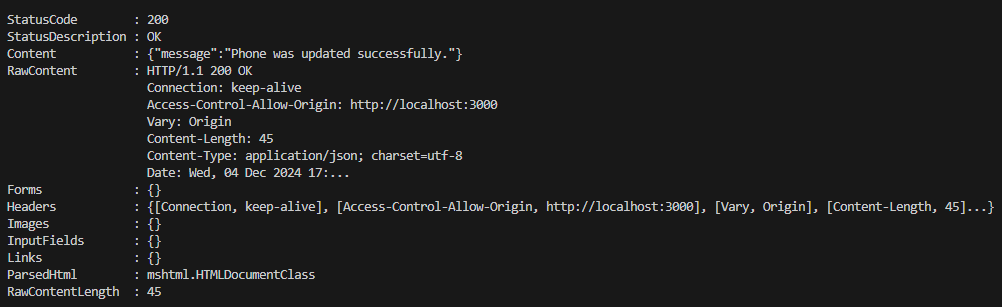 StatusCode        : 200
StatusDescription : OK
Content           : {"message":"Phone was updated successfully."}
RawContent        : HTTP/1.1 200 OK
                    Connection: keep-alive
                    Access-Control-Allow-Origin: http://localhost:3000
                    Vary: Origin
                    Content-Length: 45
                    Content-Type: application/json; charset=utf-8
                    Date: Wed, 04 Dec 2024 17:...
Forms             : {}
Headers           : {[Connection, keep-alive], [Access-Control-Allow-Origin, http://localhost:3000], [Vary, Origin], [Content-Length, 45]...}
Images            : {}
InputFields       : {}
Links             : {}
ParsedHtml        : mshtml.HTMLDocumentClass
RawContentLength  : 45